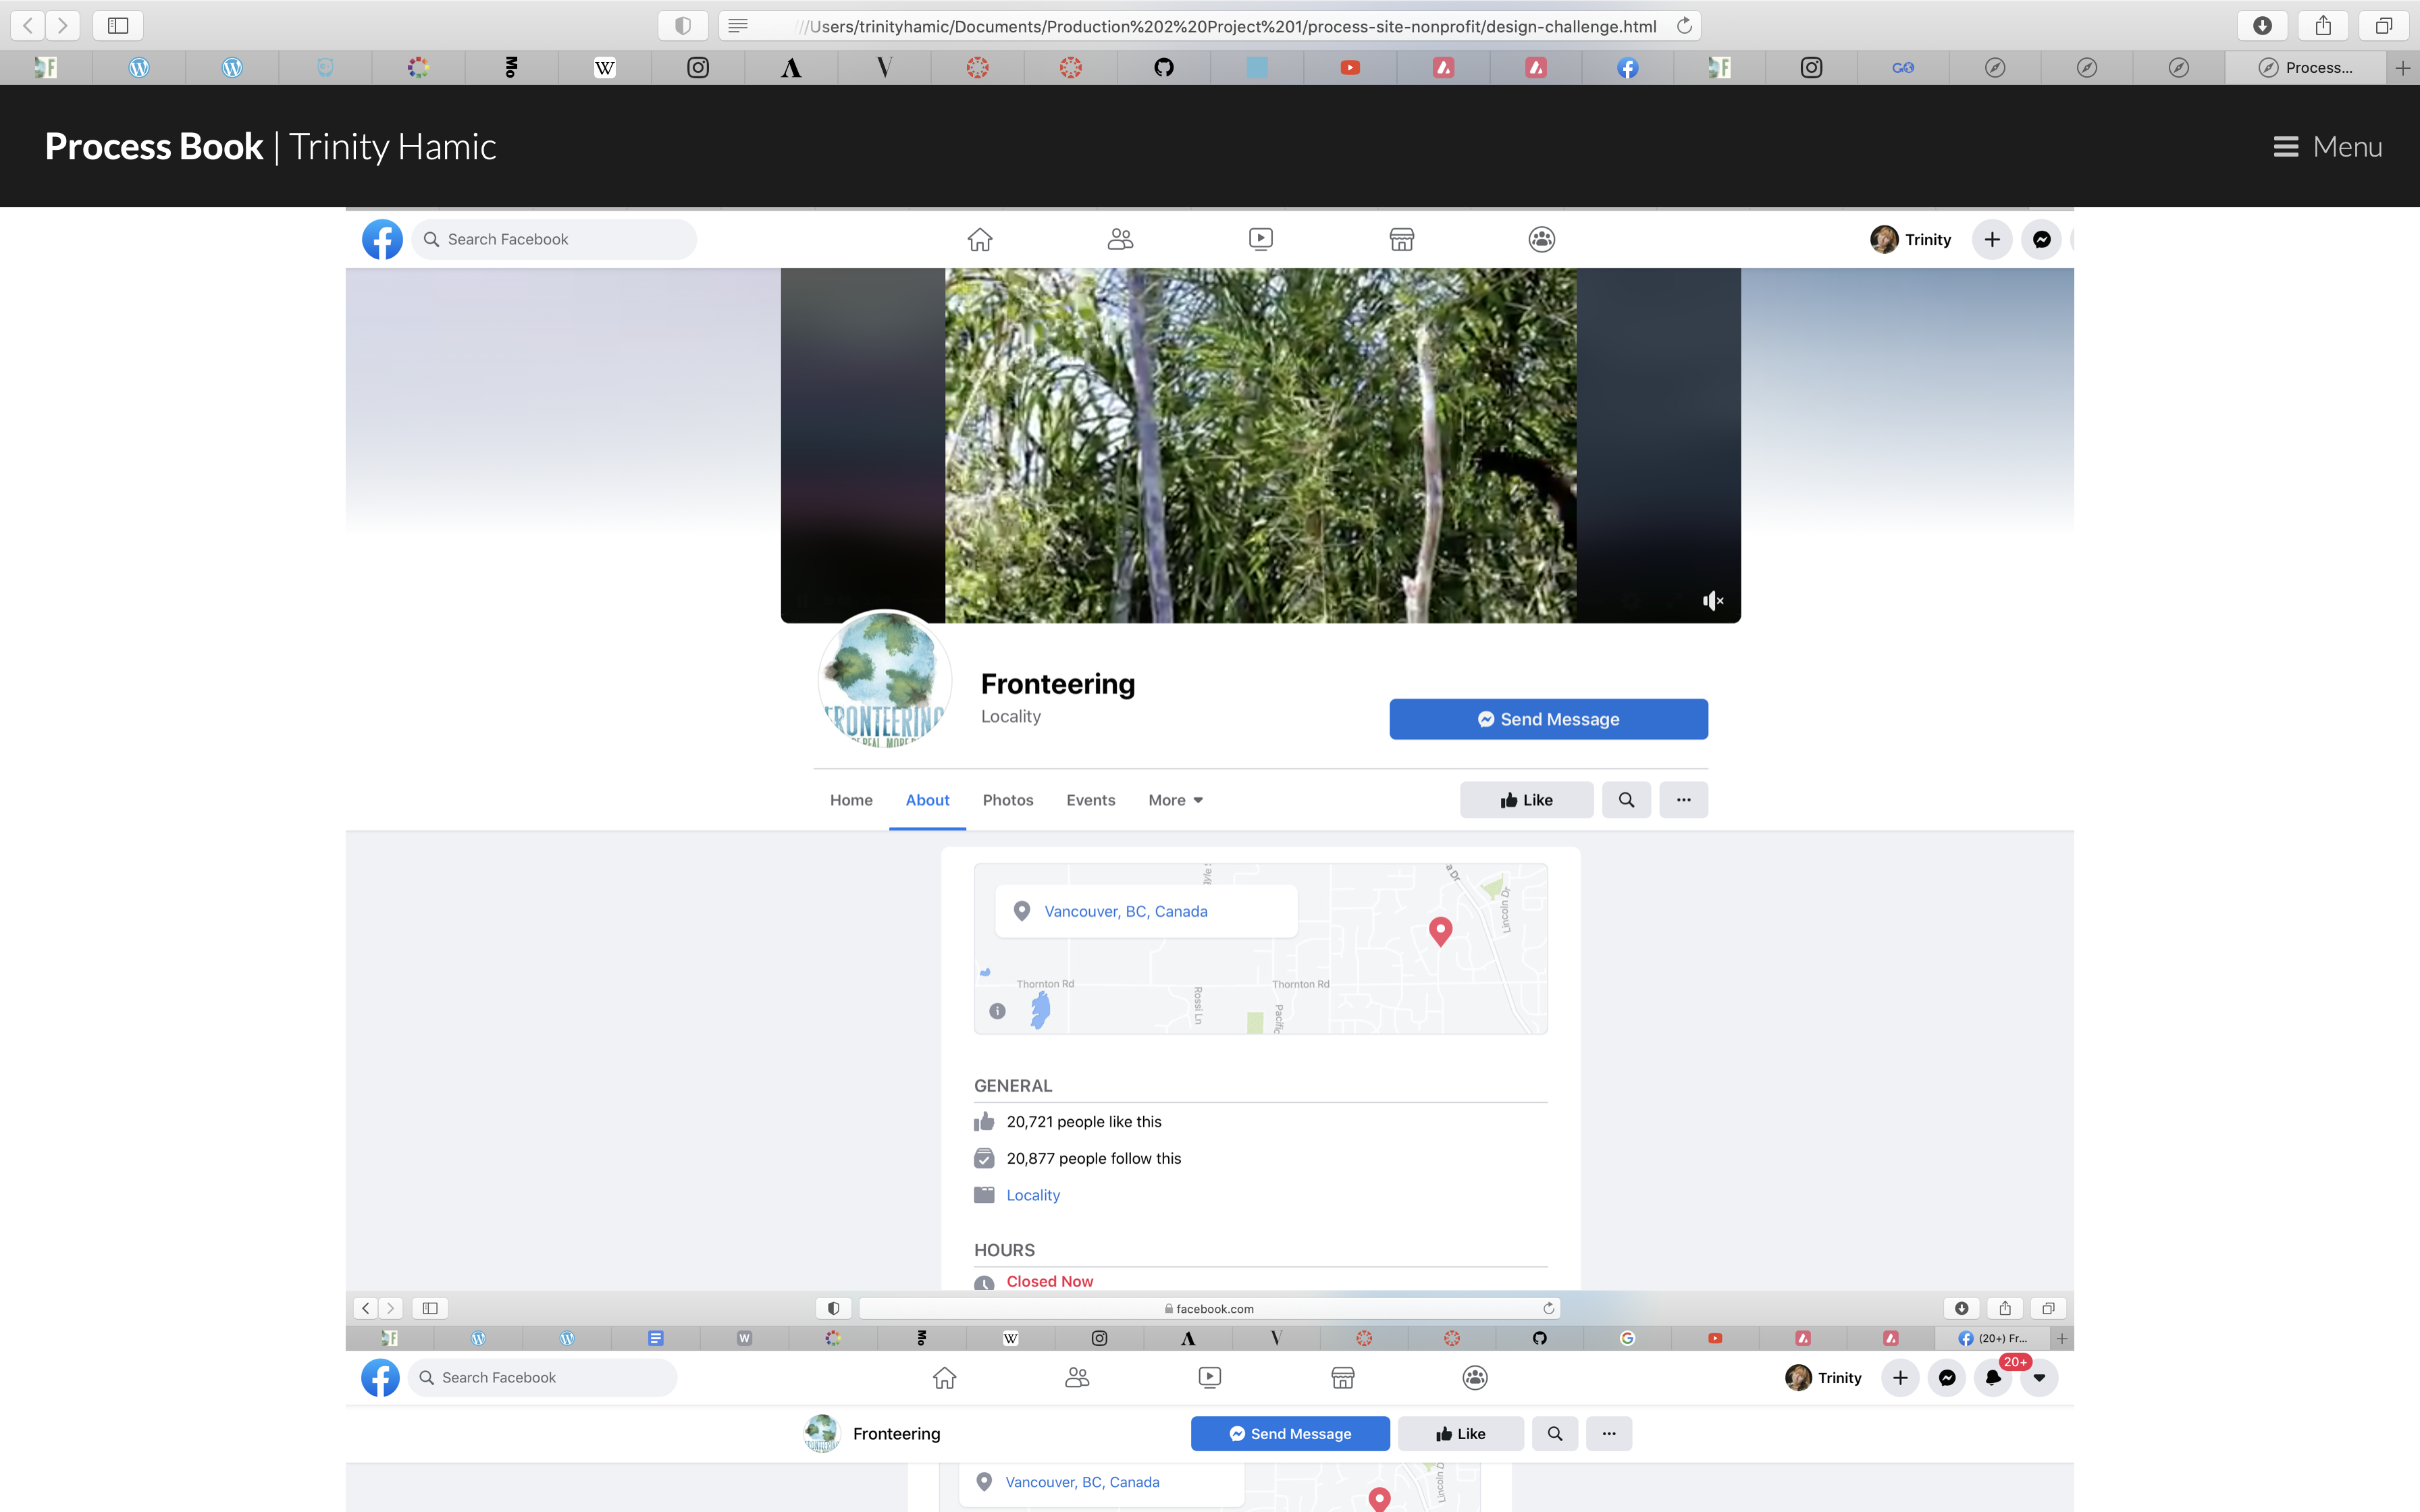 ///Users/trinityhamic/Documents/Production%202%20Project%201/process-site-nonprofit/design-challenge.html
Process...
Process Book | Trinity Hamic
Menu
Search Facebook
Trinity
FRONTEERING
Fronteering
Locality
Send Message
Home About Photos Events More
Like
Vancouver, BC, Canada
Lincoln Dr
Thornton Rd
Thornton Rd
Rossi Ln
Pacific
GENERAL
20,721 people like this
20,877 people follow this
Locality
HOURS
Closed Now
facebook.com
(20+) Fr...
Search Facebook
Trinity
20+
Fronteering
Send Message
Like
Vancouver, BC, Canada
Lincoln D